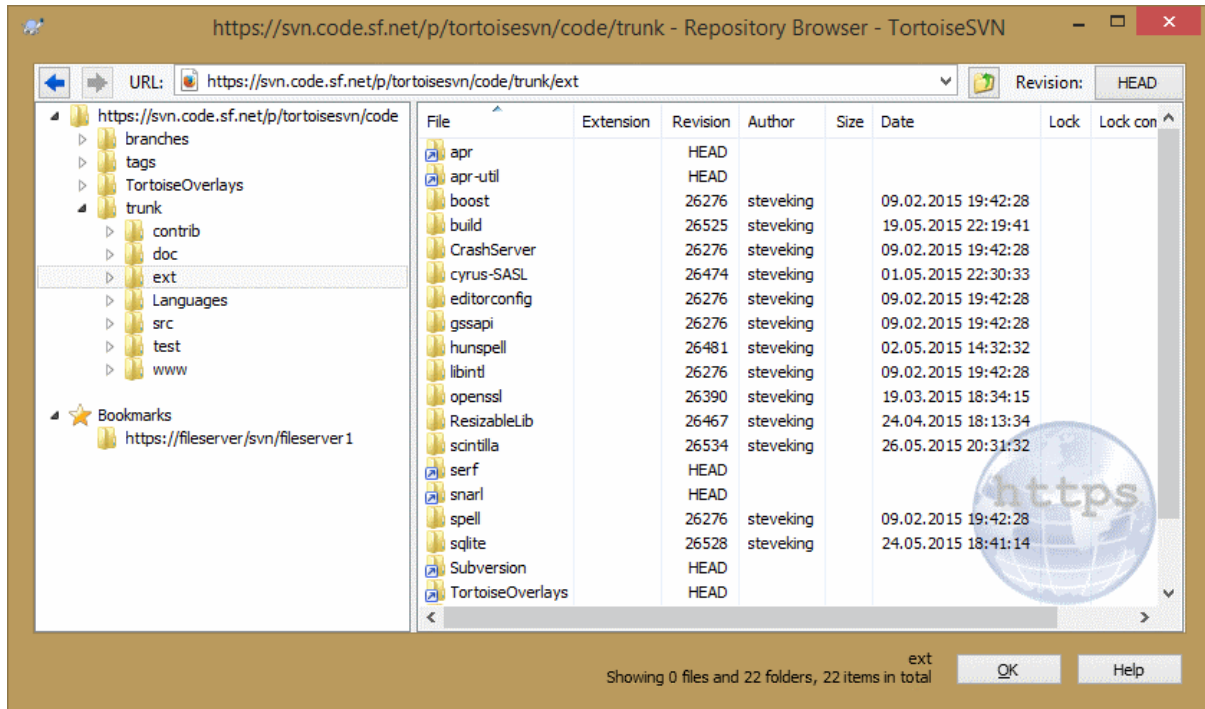 https://svn.code.sf.net/p/tortoisesvn/code/trunk - Repository Browser - TortoiseSVN
URL: https://svn.code.sf.net/p/tortoisesvn/code/trunk/ext Revision: HEAD
https://svn.code.sf.net/p/tortoisesvn/code
branches
tags
TortoiseOverlays
trunk
contrib
doc
ext
Languages
src
test
www
Bookmarks
https://fileserver/svn/fileserver1
File Extension Revision Author Size Date Lock Lock com
apr HEAD
apr-util HEAD
boost 26276 steveking 09.02.2015 19:42:28
build 26525 steveking 19.05.2015 22:19:41
CrashServer 26276 steveking 09.02.2015 19:42:28
cyrus-SASL 26474 steveking 01.05.2015 22:30:33
editorconfig 26276 steveking 09.02.2015 19:42:28
gssapi 26276 steveking 09.02.2015 19:42:28
hunspell 26481 steveking 02.05.2015 14:32:32
libintl 26276 steveking 09.02.2015 19:42:28
openssl 26390 steveking 19.03.2015 18:34:15
ResizableLib 26467 steveking 24.04.2015 18:13:34
scintilla 26534 steveking 26.05.2015 20:31:32
serf HEAD
snarl HEAD
spell 26276 steveking 09.02.2015 19:42:28
sqlite 26528 steveking 24.05.2015 18:41:14
Subversion HEAD
TortoiseOverlays HEAD
https
ext
Showing 0 files and 22 folders, 22 items in total
OK Help